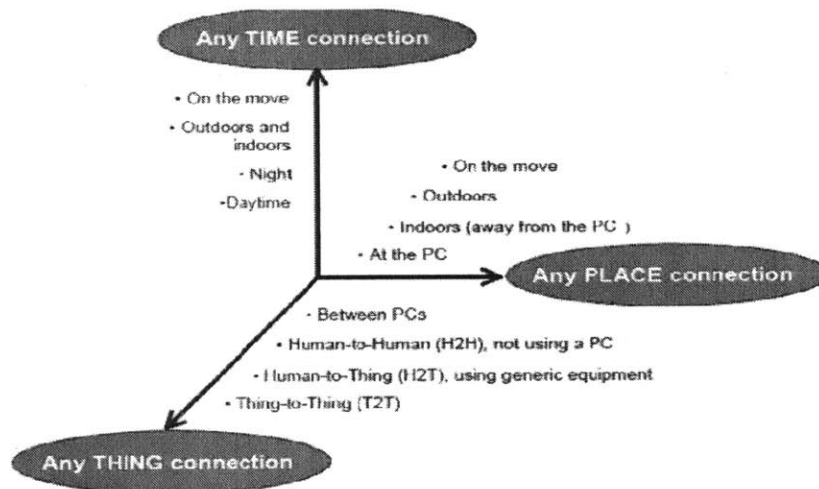 Any TIME connection
• On the move
• Outdoors and
indoors
• Night
•Daytime
• On the move
• Outdoors
• Indoors (away from the PC )
• At the PC
Any PLACE connection
• Between PCs
• Human-to-Human (H2H), not using a PC
• Human-to-Thing (H2T), using generic equipment
• Thing-to-Thing (T2T)
Any THING connection